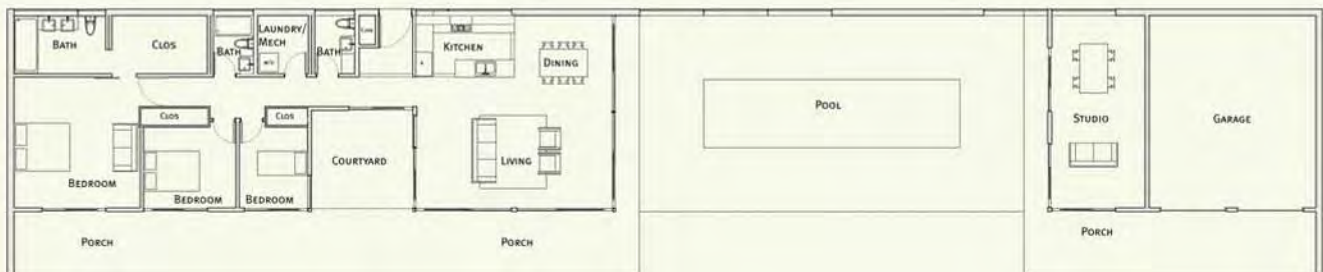 BATH
CLOS
BATH
LAUNDRY/
MECH
W/D
BATH
CLOS
KITCHEN
DINING
CLOS
CLOS
BEDROOM
BEDROOM
BEDROOM
COURTYARD
LIVING
POOL
STUDIO
GARAGE
PORCH
PORCH
PORCH